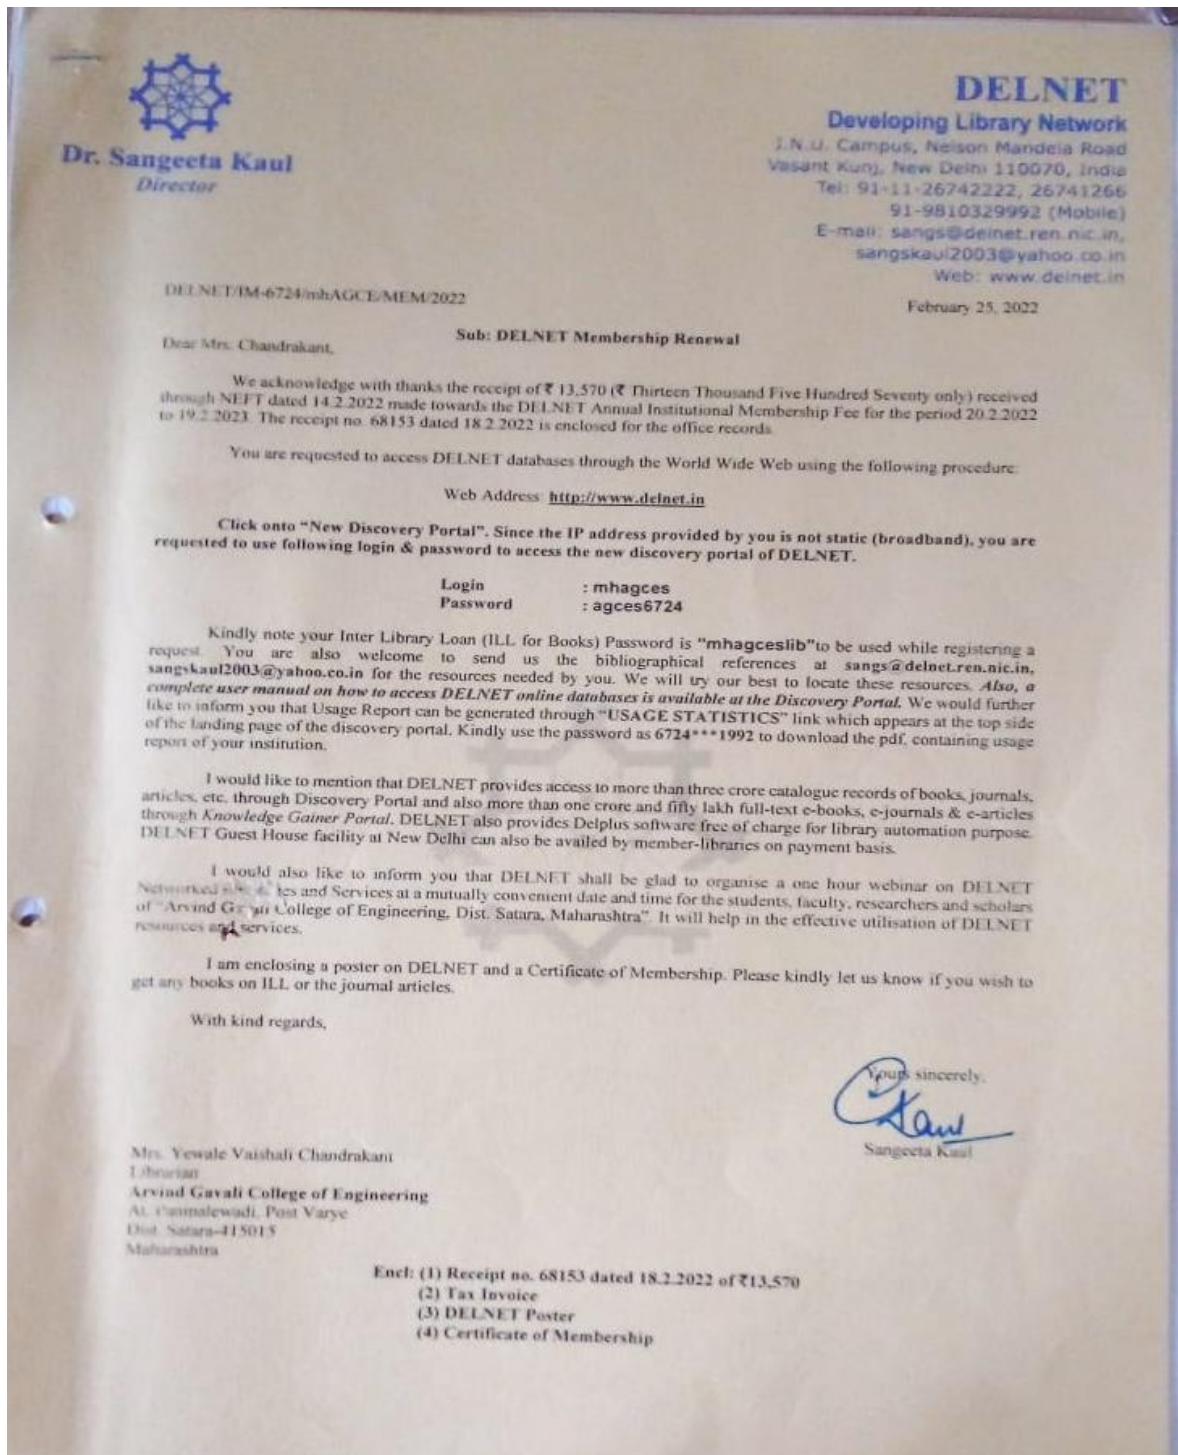 DELNET
Developing Library Network
J.N.U. Campus, Nelson Mandela Road
Vasant Kunj, New Delhi 110070, India
Tel: 91-11-26742222, 26741266
91-9810329992 (Mobile)
E-mail: sangs@delnet.ren.nic.in,
sangskaul2003@yahoo.co.in
Web: www.delnet.in
Dr. Sangeeta Kaul
Director
DELNET/IM-6724/mhAGCE/MEM/2022
February 25, 2022
Sub: DELNET Membership Renewal
Dear Mrs. Chandrakant,
We acknowledge with thanks the receipt of ₹ 13,570 (₹ Thirteen Thousand Five Hundred Seventy only) received
through NEFT dated 14.2.2022 made towards the DELNET Annual Institutional Membership Fee for the period 20.2.2022
to 19.2.2023. The receipt no. 68153 dated 18.2.2022 is enclosed for the office records.
You are requested to access DELNET databases through the World Wide Web using the following procedure:
Web Address: http://www.delnet.in
Click onto “New Discovery Portal”. Since the IP address provided by you is not static (broadband), you are
requested to use following login & password to access the new discovery portal of DELNET.
Login : mhagces
Password : agces6724
Kindly note your Inter Library Loan (ILL for Books) Password is "mhagceslib"to be used while registering a
request. You are also welcome to send us the bibliographical references at sangs@delnet.ren.nic.in,
sangskaul2003@yahoo.co.in for the resources needed by you. We will try our best to locate these resources. Also, a
complete user manual on how to access DELNET online databases is available at the Discovery Portal. We would further
like to inform you that Usage Report can be generated through “USAGE STATISTICS” link which appears at the top side
of the landing page of the discovery portal. Kindly use the password as 6724***1992 to download the pdf, containing usage
report of your institution.
I would like to mention that DELNET provides access to more than three crore catalogue records of books, journals,
articles, etc. through Discovery Portal and also more than one crore and fifty lakh full-text e-books, e-journals & e-articles
through Knowledge Gainer Portal. DELNET also provides Delplus software free of charge for library automation purpose.
DELNET Guest House facility at New Delhi can also be availed by member-libraries on payment basis.
I would also like to inform you that DELNET shall be glad to organise a one hour webinar on DELNET
Networked and Services at a mutually convenient date and time for the students, faculty, researchers and scholars
of “Arvind College of Engineering, Dist. Satara, Maharashtra”. It will help in the effective utilisation of DELNET
resources and services.
I am enclosing a poster on DELNET and a Certificate of Membership. Please kindly let us know if you wish to
get any books on ILL or the journal articles.
With kind regards,
Yours sincerely,
Sangeeta Kaul
Mrs. Yewale Vaishali Chandrakant
Librarian
Arvind Gavali College of Engineering
At. Panmalewadi, Post Varye
Dist. Satara-415015
Maharashtra
Encl: (1) Receipt no. 68153 dated 18.2.2022 of ₹13,570
(2) Tax Invoice
(3) DELNET Poster
(4) Certificate of Membership